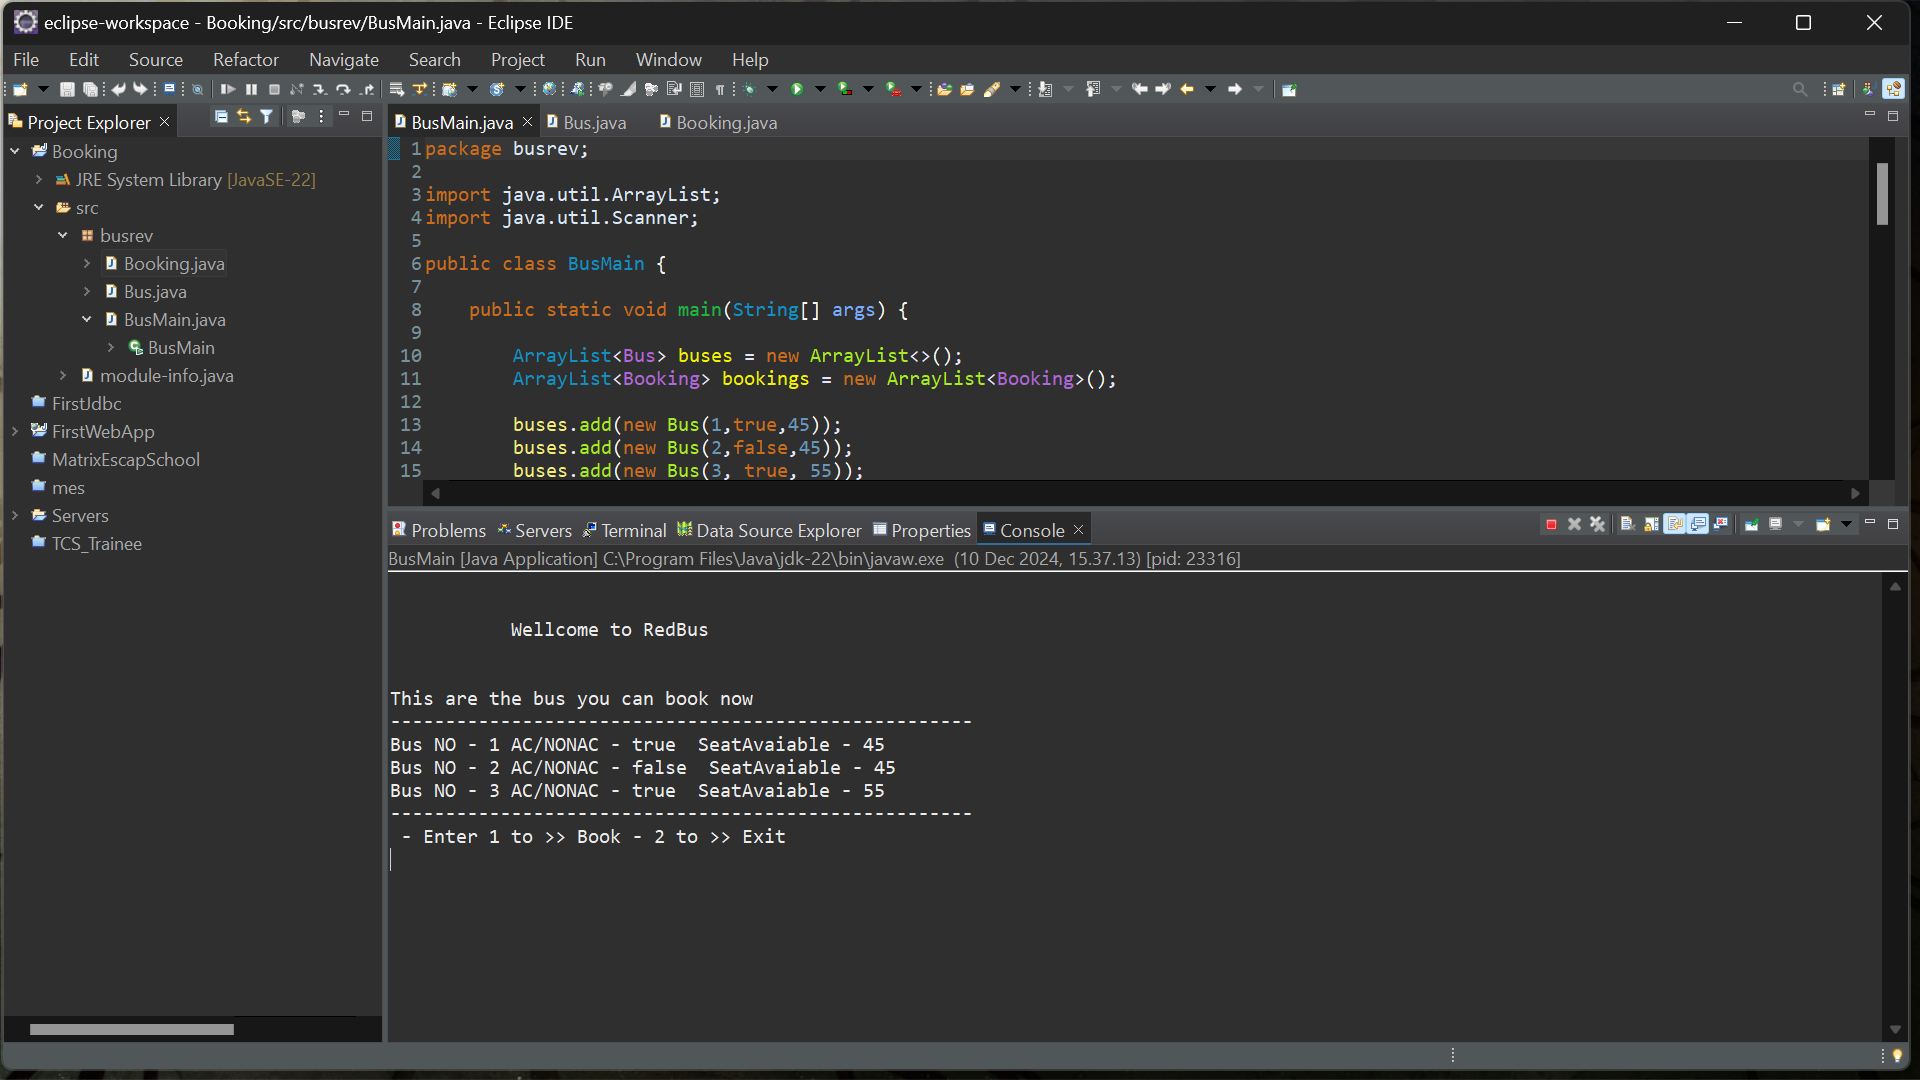 eclipse-workspace - Booking/src/busrev/BusMain.java - Eclipse IDE
File Edit Source Refactor Navigate Search Project Run Window Help
Project Explorer
Booking
JRE System Library [JavaSE-22]
src
busrev
Booking.java
Bus.java
BusMain.java
BusMain
module-info.java
FirstJdbc
FirstWebApp
MatrixEscapSchool
mes
Servers
TCS_Trainee
BusMain.java Bus.java Booking.java
1 package busrev;
2
3 import java.util.ArrayList;
4 import java.util.Scanner;
5
6 public class BusMain {
7
8 public static void main(String[] args) {
9
10 ArrayList<Bus> buses = new ArrayList<>();
11 ArrayList<Booking> bookings = new ArrayList<Booking>();
12
13 buses.add(new Bus(1,true,45));
14 buses.add(new Bus(2,false,45));
15 buses.add(new Bus(3, true, 55));
Problems Servers Terminal Data Source Explorer Properties Console
BusMain [Java Application] C:\Program Files\Java\jdk-22\bin\javaw.exe (10 Dec 2024, 15.37.13) [pid: 23316]
Wellcome to RedBus
This are the bus you can book now
-----------------------------------------------------
Bus NO - 1 AC/NONAC - true SeatAvaiable - 45
Bus NO - 2 AC/NONAC - false SeatAvaiable - 45
Bus NO - 3 AC/NONAC - true SeatAvaiable - 55
-----------------------------------------------------
- Enter 1 to >> Book - 2 to >> Exit